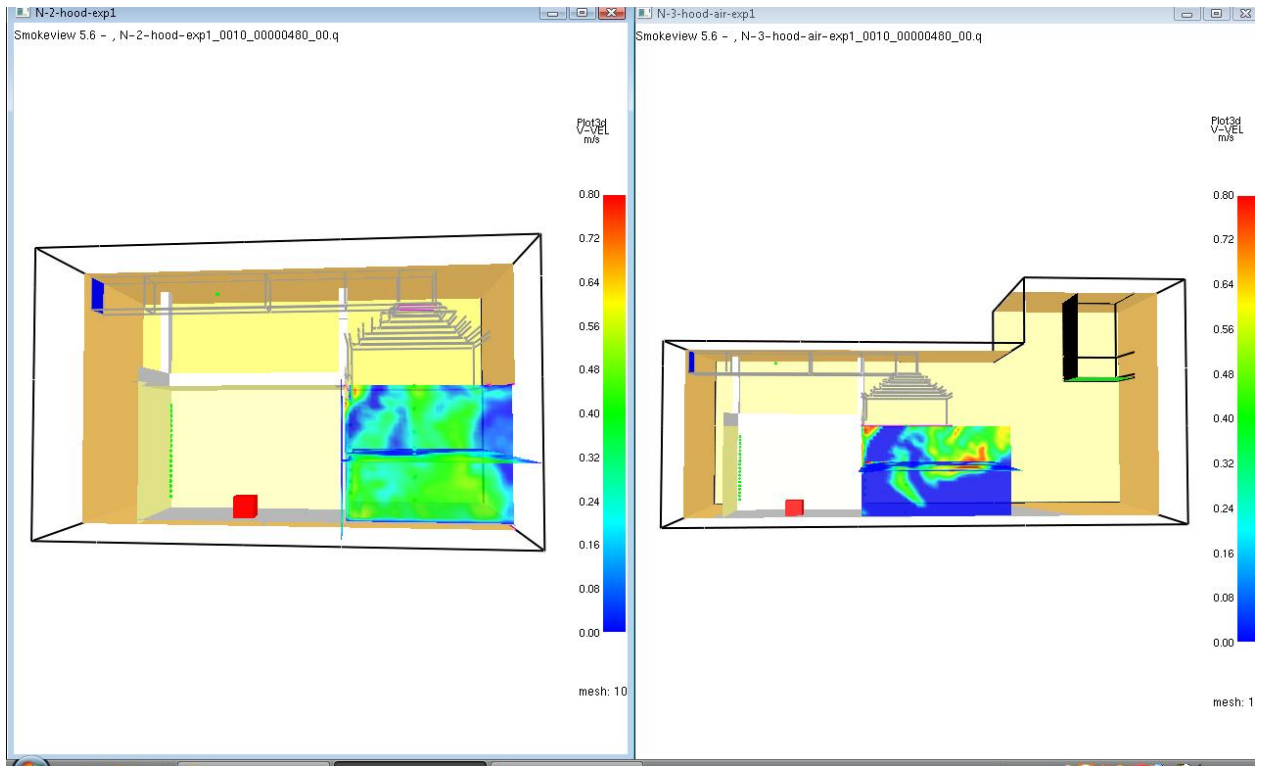 N-2-hood-exp1
Smokeview 5.6 - , N-2-hood-exp1_0010_00000480_00.q
Plot3d
V-VEL
m/s
0.80
0.72
0.64
0.56
0.48
0.40
0.32
0.24
0.16
0.08
0.00
mesh: 10
N-3-hood-air-exp1
Smokeview 5.6 - , N-3-hood-air-exp1_0010_00000480_00.q
Plot3d
V-VEL
m/s
0.80
0.72
0.64
0.56
0.48
0.40
0.32
0.24
0.16
0.08
0.00
mesh: 1